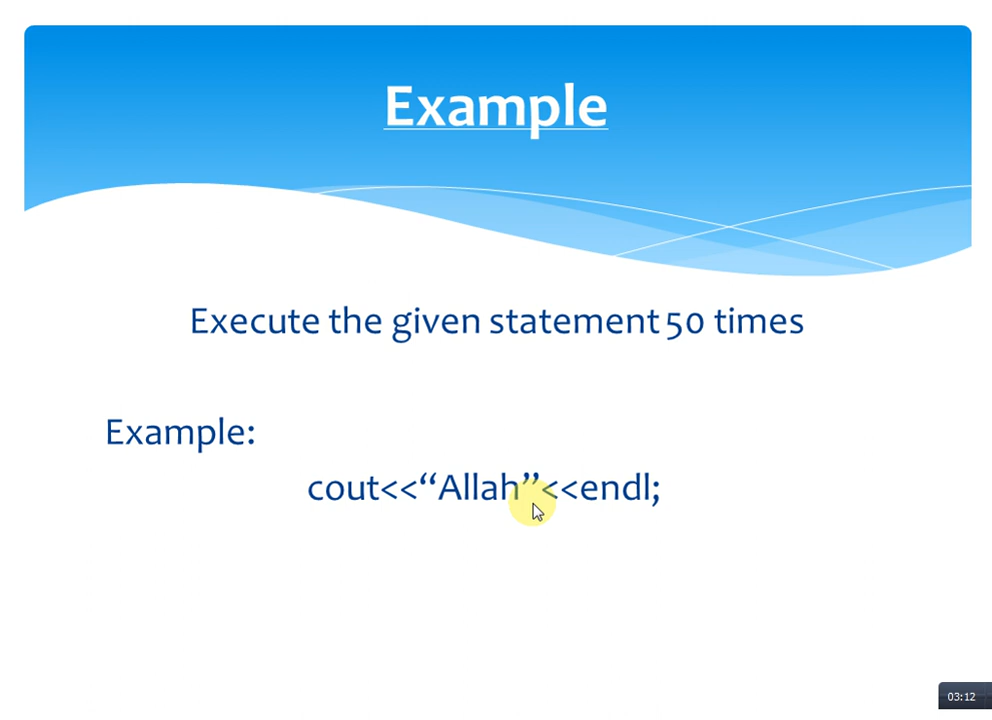 Example
Execute the given statement 50 times
Example:
cout<<“Allah”<<endl;
03:12